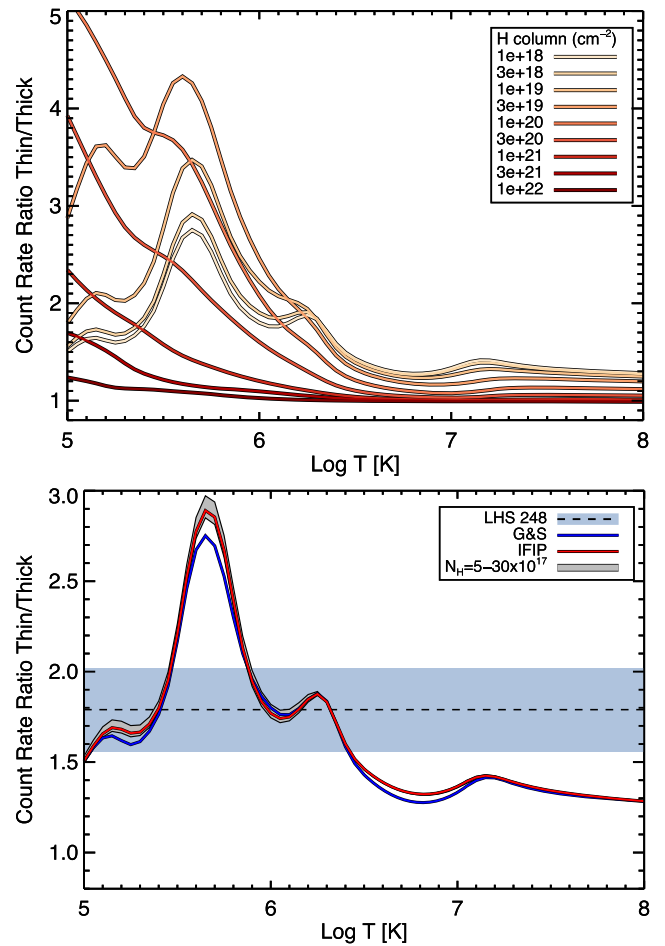 5
4
3
2
1
Count Rate Ratio Thin/Thick
H column (cm⁻²)
1e+18
3e+18
1e+19
3e+19
1e+20
3e+20
1e+21
3e+21
1e+22
5 6 7 8
Log T [K]
3.0
2.5
2.0
1.5
1.0
Count Rate Ratio Thin/Thick
LHS 248
G&S
IFIP
N_H=5–30x10¹⁷
5 6 7 8
Log T [K]